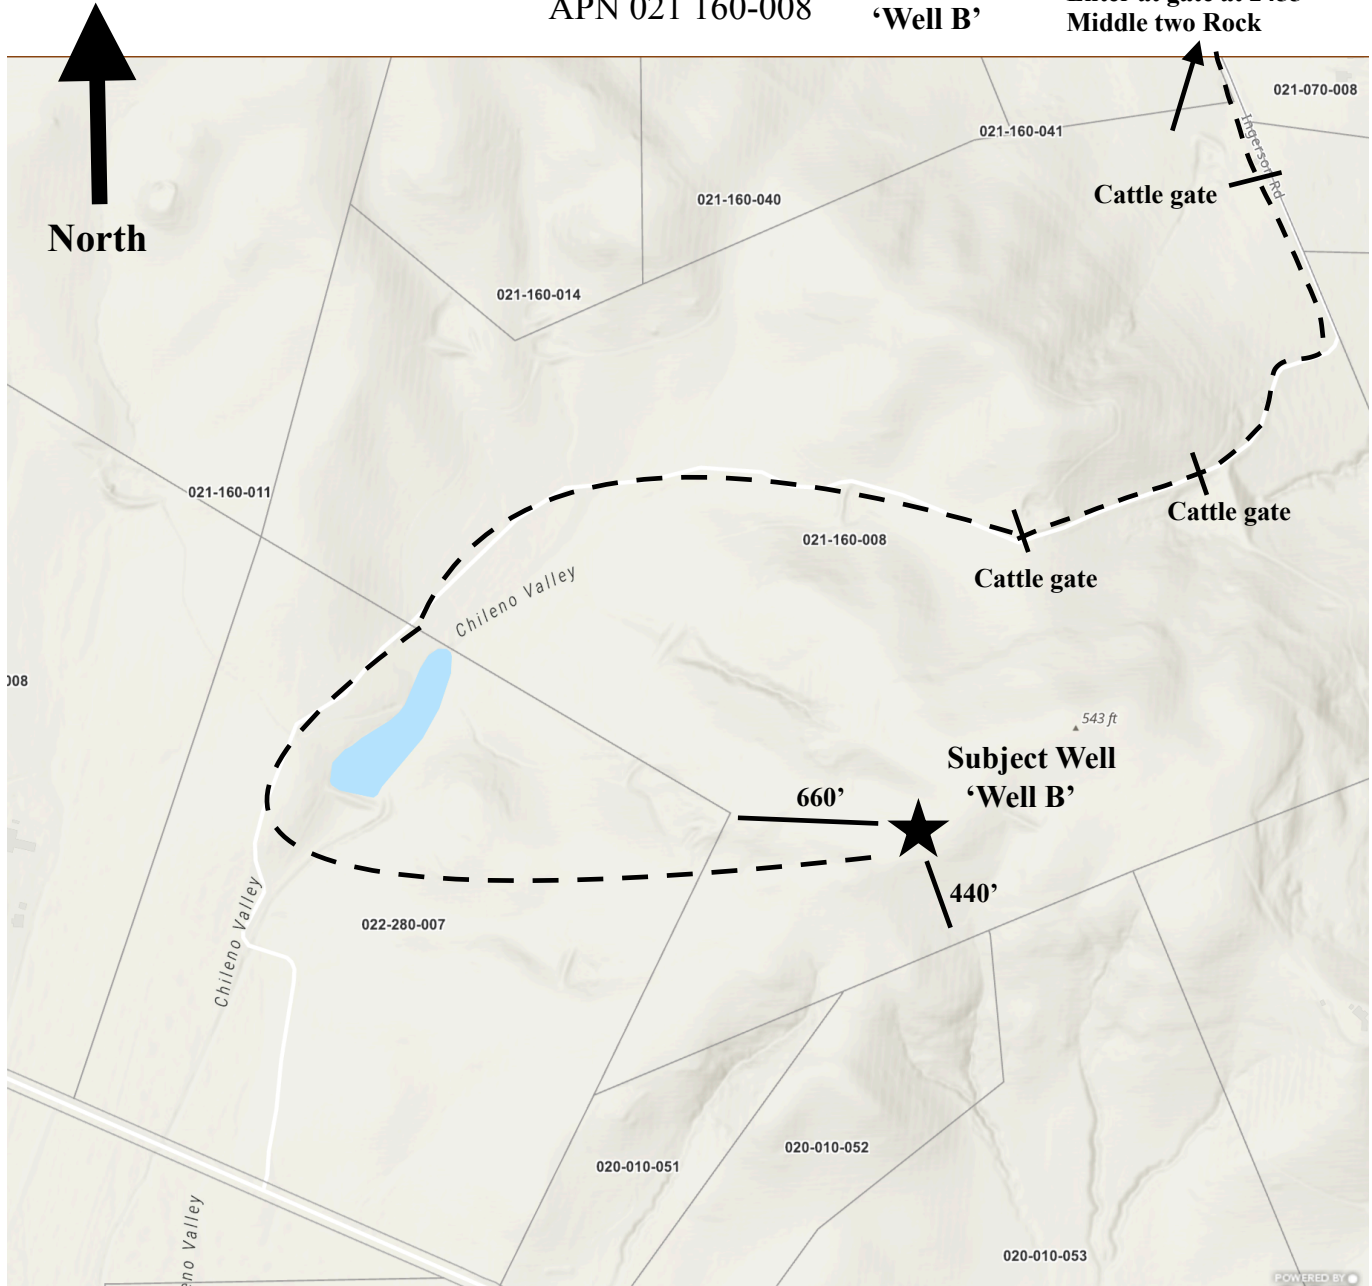 APN 021 160-008
‘Well B’
Middle two Rock
021-070-008
021-160-041
Ingerson Rd
Cattle gate
021-160-040
North
021-160-014
021-160-011
Cattle gate
021-160-008
Cattle gate
Chileno Valley
008
543 ft
Subject Well
‘Well B’
660’
440’
Chileno Valley
022-280-007
020-010-052
020-010-051
eno Valley
020-010-053
POWERED BY